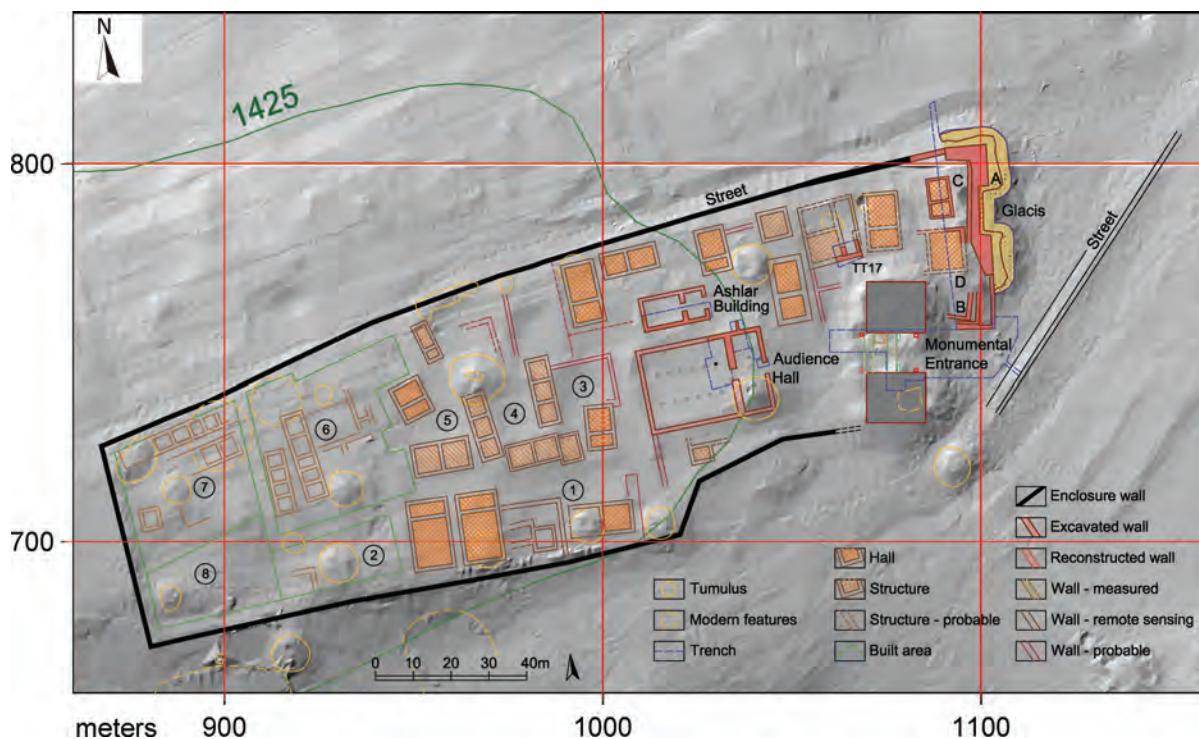 N
1425
800
700
Street
C
A
Glacis
Street
TT17
D
B
Ashlar
Building
Monumental
Entrance
Audience
Hall
3
4
5
6
7
1
2
8
Enclosure wall
Excavated wall
Hall
Reconstructed wall
Tumulus
Structure
Wall - measured
Modern features
Structure - probable
Wall - remote sensing
Trench
Built area
Wall - probable
0 10 20 30 40m
meters 900 1000 1100